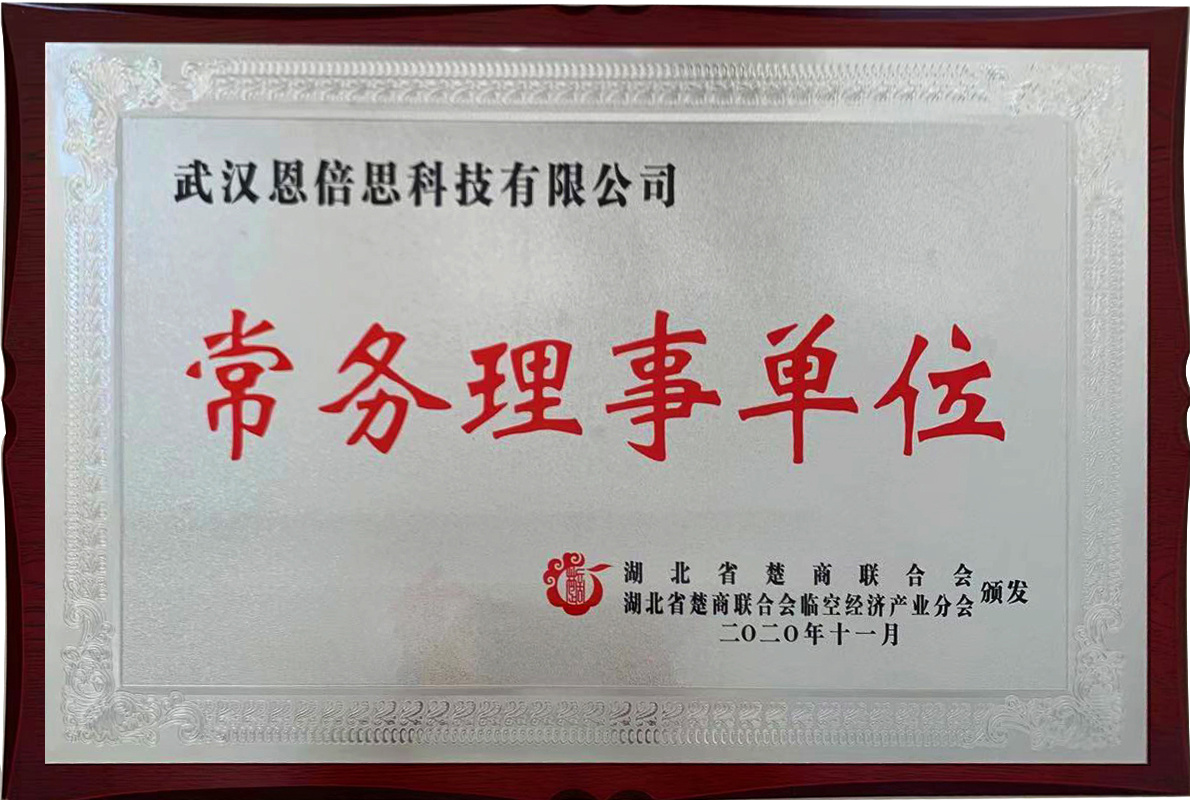 武汉恩倍思科技有限公司
常务理事单位
湖北省楚商联合会
湖北省楚商联合会临空经济产业分会
颁发
二〇二〇年十一月